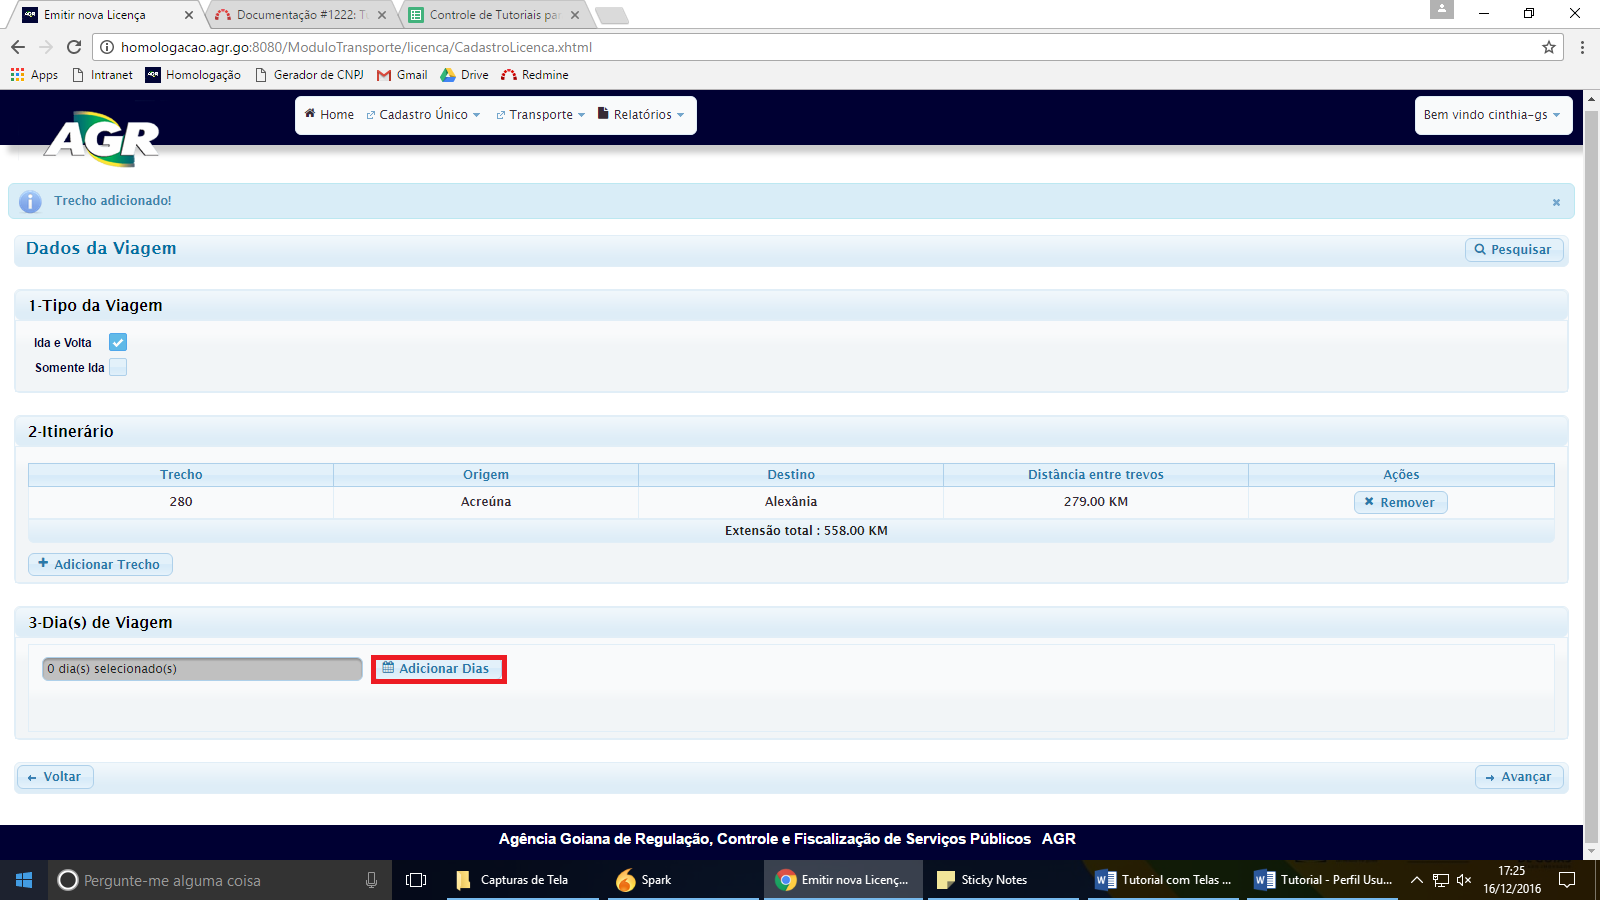 Emitir nova Licença
Documentação #1222: Tu
Controle de Tutoriais par
homologacao.agr.go:8080/ModuloTransporte/licenca/CadastroLicenca.xhtml
Apps Intranet Homologação Gerador de CNPJ Gmail Drive Redmine
AGR
Home Cadastro Único Transporte Relatórios
Bem vindo cinthia-gs
Trecho adicionado!
Dados da Viagem
Pesquisar
1-Tipo da Viagem
Ida e Volta
Somente Ida
2-Itinerário
Trecho Origem Destino Distância entre trevos Ações
280 Acreúna Alexânia 279.00 KM Remover
Extensão total : 558.00 KM
Adicionar Trecho
3-Dia(s) de Viagem
0 dia(s) selecionado(s) Adicionar Dias
Voltar Avançar
Agência Goiana de Regulação, Controle e Fiscalização de Serviços Públicos AGR
Pergunte-me alguma coisa Capturas de Tela Spark Emitir nova Licenç... Sticky Notes Tutorial com Telas ... Tutorial - Perfil Usu...
17:25
16/12/2016